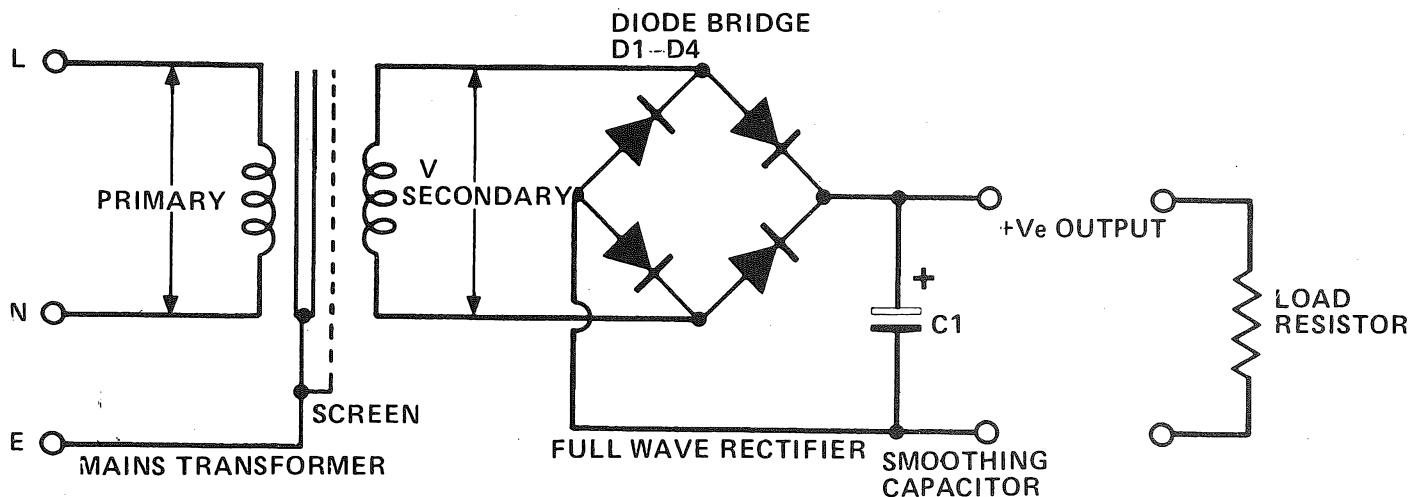 DIODE BRIDGE
D1--D4
L
PRIMARY
V
SECONDARY
+Ve OUTPUT
N
+
C1
LOAD
RESISTOR
SCREEN
E
MAINS TRANSFORMER
FULL WAVE RECTIFIER
SMOOTHING
CAPACITOR